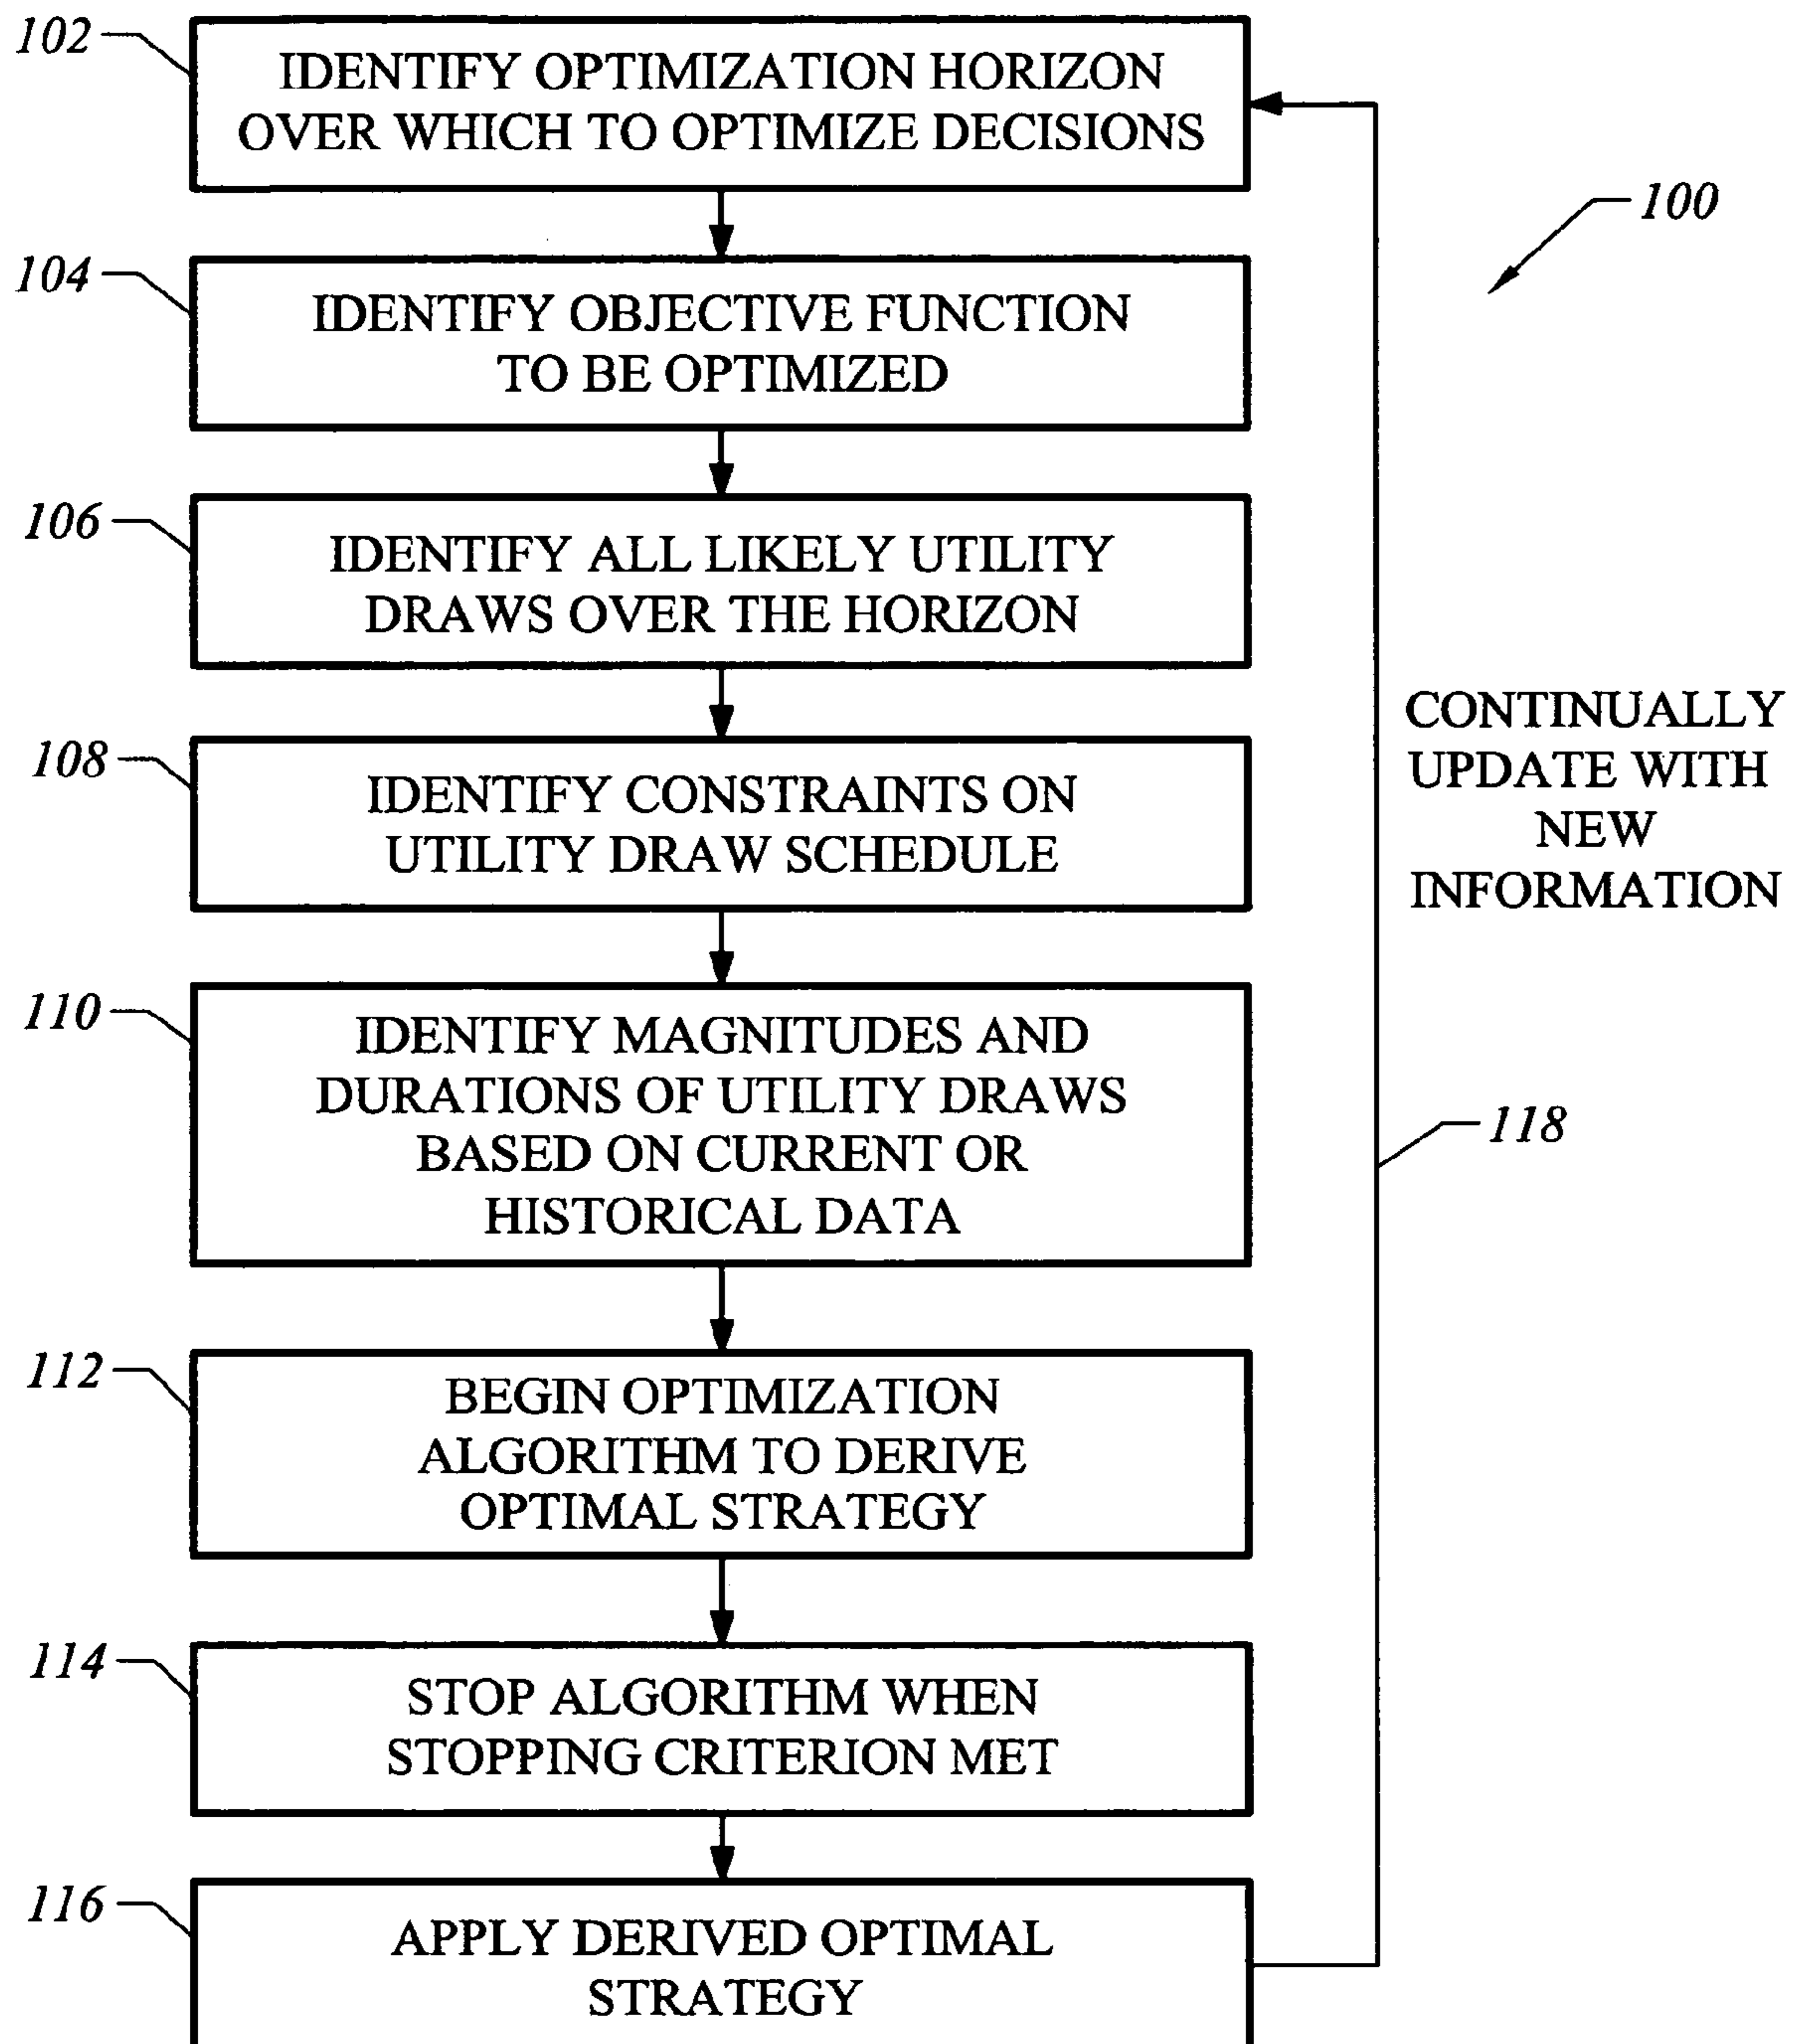 102
IDENTIFY OPTIMIZATION HORIZON
OVER WHICH TO OPTIMIZE DECISIONS
100
104
IDENTIFY OBJECTIVE FUNCTION
TO BE OPTIMIZED
106
IDENTIFY ALL LIKELY UTILITY
DRAWS OVER THE HORIZON
108
IDENTIFY CONSTRAINTS ON
UTILITY DRAW SCHEDULE
CONTINUALLY
UPDATE WITH
NEW
INFORMATION
110
IDENTIFY MAGNITUDES AND
DURATIONS OF UTILITY DRAWS
BASED ON CURRENT OR
HISTORICAL DATA
118
112
BEGIN OPTIMIZATION
ALGORITHM TO DERIVE
OPTIMAL STRATEGY
114
STOP ALGORITHM WHEN
STOPPING CRITERION MET
116
APPLY DERIVED OPTIMAL
STRATEGY